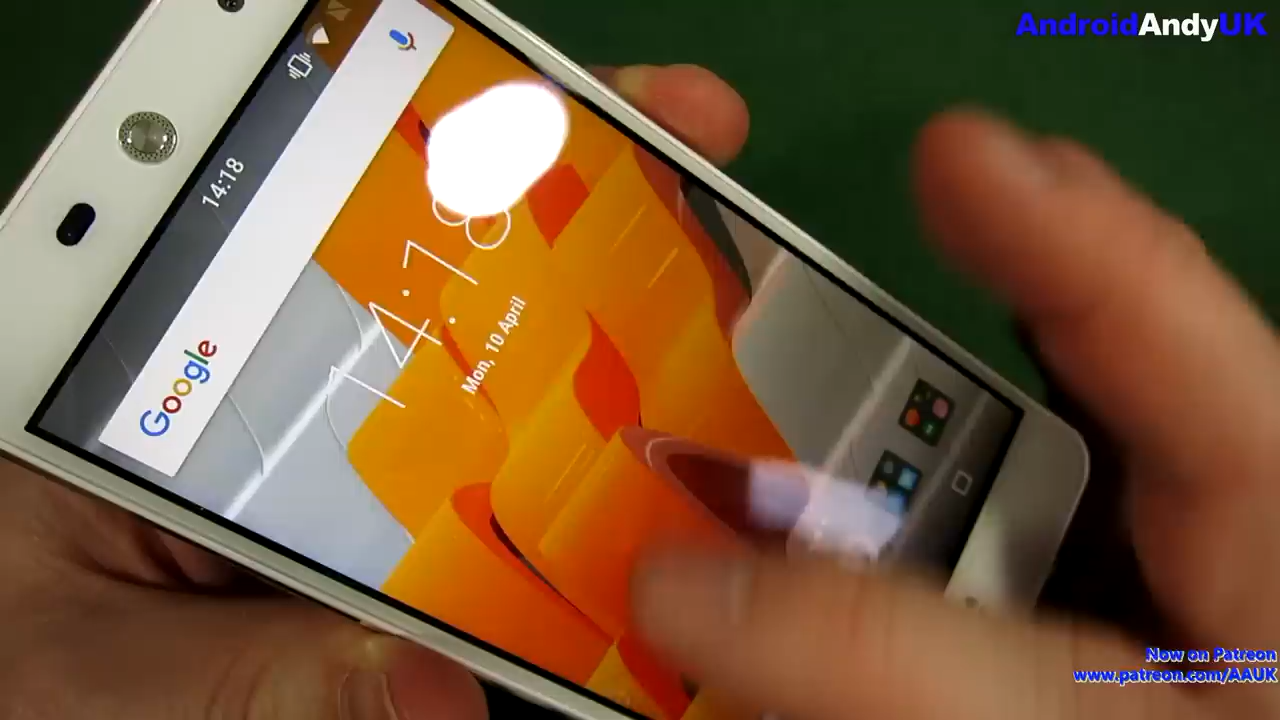 AndroidAndyUK
14:18
Google
14:18
Mon, 10 April
Now on Patreon
www.patreon.com/AAUK